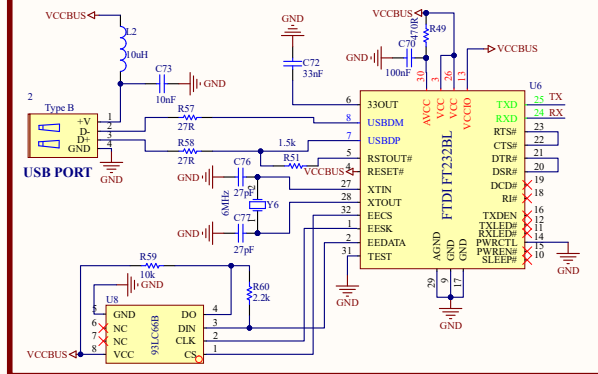 VCCBUS
L2
10uH
C73
10nF
GND
2
Type B
+V 1
D- 2
D+ 3
GND 4
USB PORT
GND
R57
27R
R58
27R
1.5k
R51
GND
C72
33nF
VCCBUS
R49
470R
GND
C70
100nF
VCCBUS
U6
30 3 26 13
AVCC VCC VCC VCCIO
6 33OUT
8 USBDM
7 USBDP
5 RSTOUT#
VCCBUS 4 RESET#
27 XTIN
28 XTOUT
32 EECS
1 EESK
2 EEDATA
31 TEST
FTDI FT232BL
TXD 25 TX
RXD 24 RX
RTS# 23
CTS# 22
DTR# 21
DSR# 20
DCD# 19
RI# 18
TXDEN 16
TXLED# 12
RXLED# 11
PWRCTL 14
PWREN# 15
SLEEP# 10
AGND GND GND
29 9 17
GND
GND
GND
GND
C76
27pF
6MHz
2
1
Y6
GND
C77
27pF
R59
10k
GND
R60
2.2k
U8
5 GND
6 NC
7 NC
VCCBUS 8 VCC
93LC66B
DO 4
DIN 3
CLK 2
CS 1